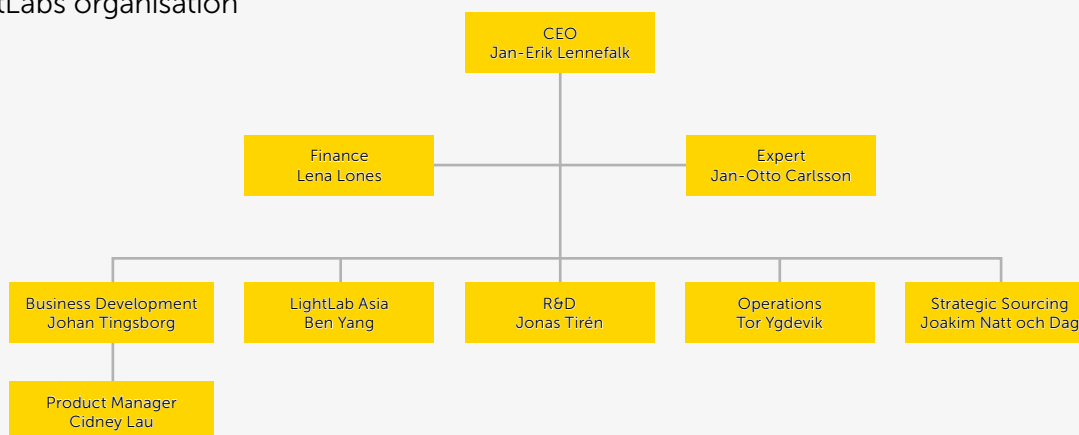 tLabs organisation
CEO
Jan-Erik Lennefalk
Finance
Lena Lones
Expert
Jan-Otto Carlsson
Business Development
Johan Tingsborg
LightLab Asia
Ben Yang
R&D
Jonas Tirén
Operations
Tor Ygdevik
Strategic Sourcing
Joakim Natt och Dag
Product Manager
Cidney Lau